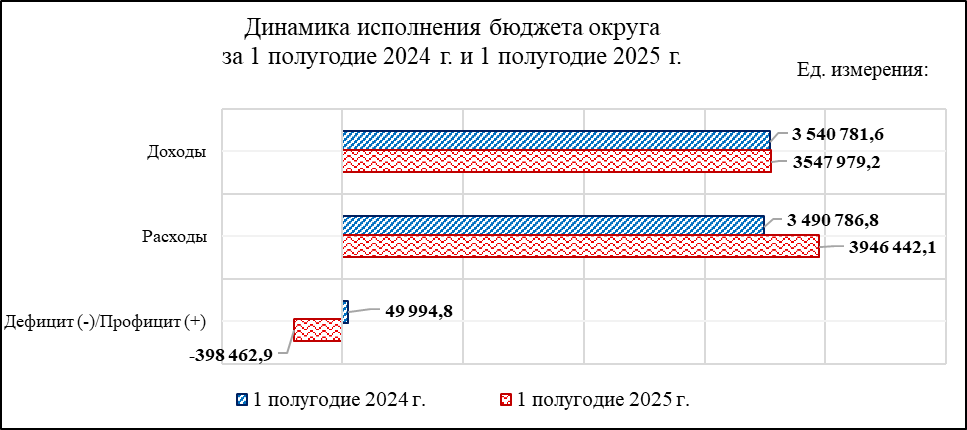 Динамика исполнения бюджета округа
за 1 полугодие 2024 г. и 1 полугодие 2025 г.
Ед. измерения:
Доходы
3 540 781,6
3547 979,2
Расходы
3 490 786,8
3946 442,1
Дефицит (-)/Профицит (+)
49 994,8
-398 462,9
1 полугодие 2024 г.
1 полугодие 2025 г.